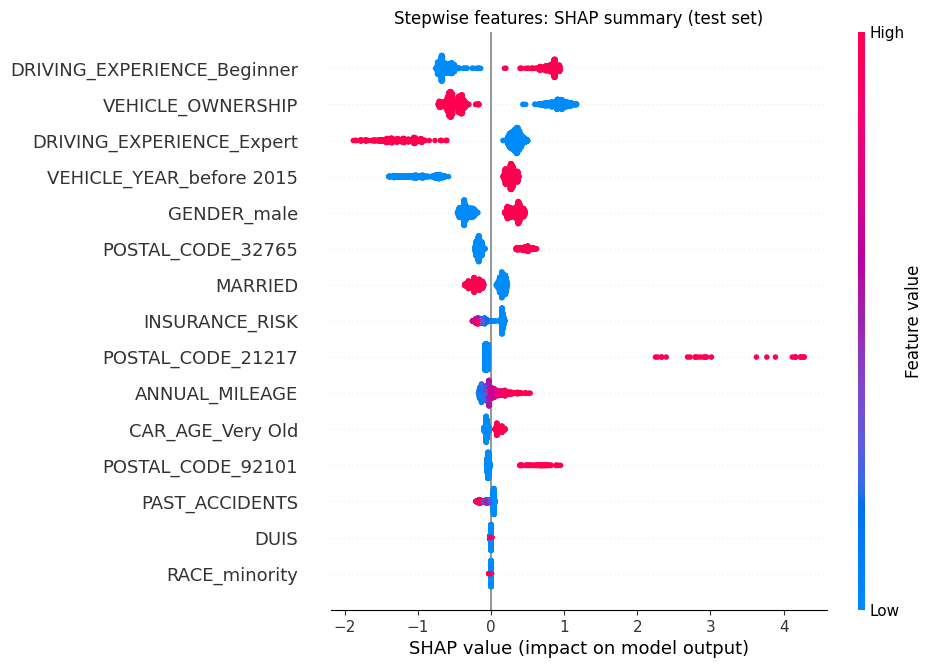 Stepwise features: SHAP summary (test set)
High
DRIVING_EXPERIENCE_Beginner
VEHICLE_OWNERSHIP
DRIVING_EXPERIENCE_Expert
VEHICLE_YEAR_before 2015
GENDER_male
POSTAL_CODE_32765
MARRIED
INSURANCE_RISK
POSTAL_CODE_21217
ANNUAL_MILEAGE
CAR_AGE_Very Old
POSTAL_CODE_92101
PAST_ACCIDENTS
DUIS
RACE_minority
Feature value
Low
−2 −1 0 1 2 3 4
SHAP value (impact on model output)